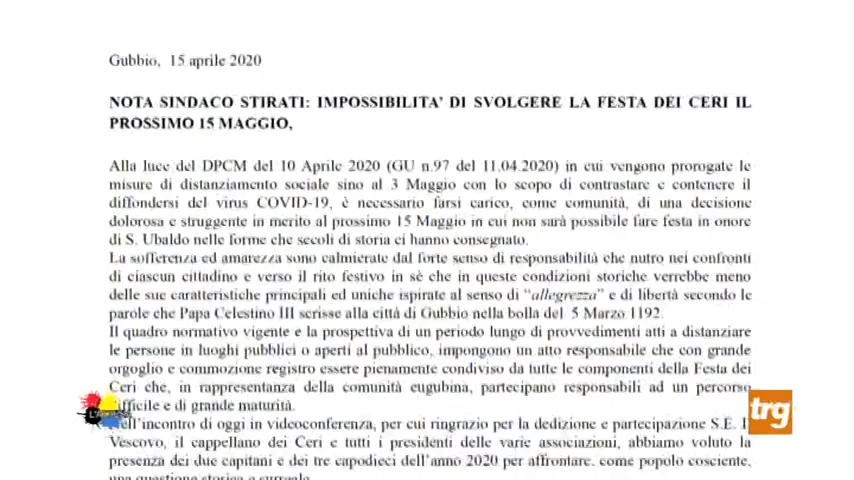 Gubbio, 15 aprile 2020
NOTA SINDACO STIRATI: IMPOSSIBILITA' DI SVOLGERE LA FESTA DEI CERI IL
PROSSIMO 15 MAGGIO,
Alla luce del DPCM del 10 Aprile 2020 (GU n.97 del 11.04.2020) in cui vengono prorogate le
misure di distanziamento sociale sino al 3 Maggio con lo scopo di contrastare e contenere il
diffondersi del virus COVID-19, è necessario farsi carico, come comunità, di una decisione
dolorosa e struggente in merito al prossimo 15 Maggio in cui non sarà possibile fare festa in onore
di S. Ubaldo nelle forme che secoli di storia ci hanno consegnato.
La sofferenza ed amarezza sono calmierate dal forte senso di responsabilità che nutro nei confronti
di ciascun cittadino e verso il rito festivo in sè che in queste condizioni storiche verrebbe meno
delle sue caratteristiche principali ed uniche ispirate al senso di "allegrezza" e di libertà secondo le
parole che Papa Celestino III scrisse alla città di Gubbio nella bolla del 5 Marzo 1192.
Il quadro normativo vigente e la prospettiva di un periodo lungo di provvedimenti atti a distanziare
le persone in luoghi pubblici o aperti al pubblico, impongono un atto responsabile che con grande
orgoglio e commozione registro essere pienamente condiviso da tutte le componenti della Festa dei
Ceri che, in rappresentanza della comunità eugubina, partecipano responsabili ad un percorso
difficile e di grande maturità.
trg
Nell'incontro di oggi in videoconferenza, per cui ringrazio per la dedizione e partecipazione S.E. Il
Vescovo, il cappellano dei Ceri e tutti i presidenti delle varie associazioni, abbiamo voluto la
presenza dei due capitani e dei tre capodieci dell'anno 2020 per affrontare, come popolo cosciente,
una questione storica e surreale